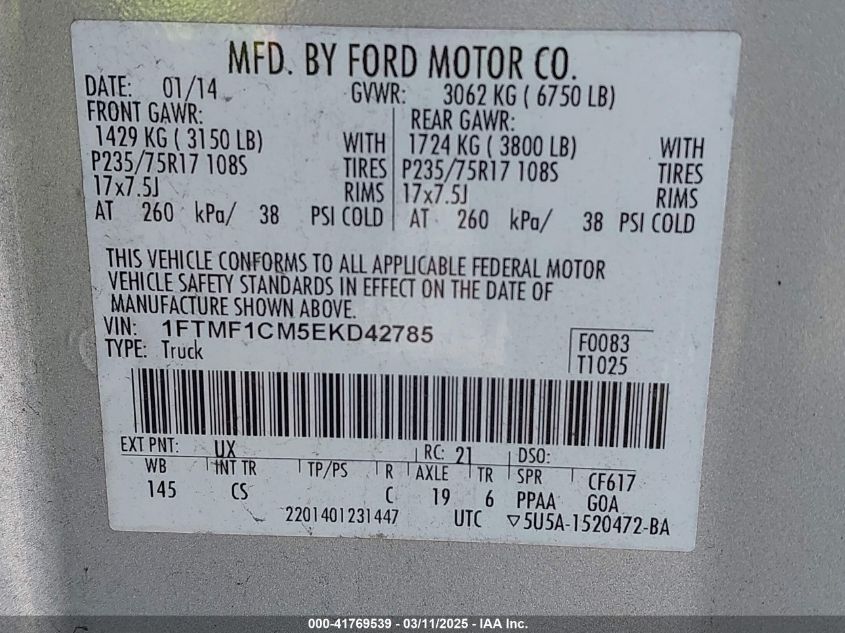 MFD. BY FORD MOTOR CO.
DATE: 01/14 GVWR: 3062 KG ( 6750 LB)
FRONT GAWR: REAR GAWR:
1429 KG ( 3150 LB) WITH 1724 KG ( 3800 LB) WITH
P235/75R17 108S TIRES P235/75R17 108S TIRES
17x7.5J RIMS 17x7.5J RIMS
AT 260 kPa/ 38 PSI COLD AT 260 kPa/ 38 PSI COLD
THIS VEHICLE CONFORMS TO ALL APPLICABLE FEDERAL MOTOR
VEHICLE SAFETY STANDARDS IN EFFECT ON THE DATE OF
MANUFACTURE SHOWN ABOVE.
VIN: 1FTMF1CM5EKD42785
TYPE: Truck
F0083
T1025
EXT PNT: UX RC: 21 DSO:
WB INT TR TP/PS R AXLE TR SPR CF617
145 CS C 19 6 PPAA GOA
2201401231447 UTC ▽5U5A-1520472-BA
000-41769539 - 03/11/2025 - IAA Inc.